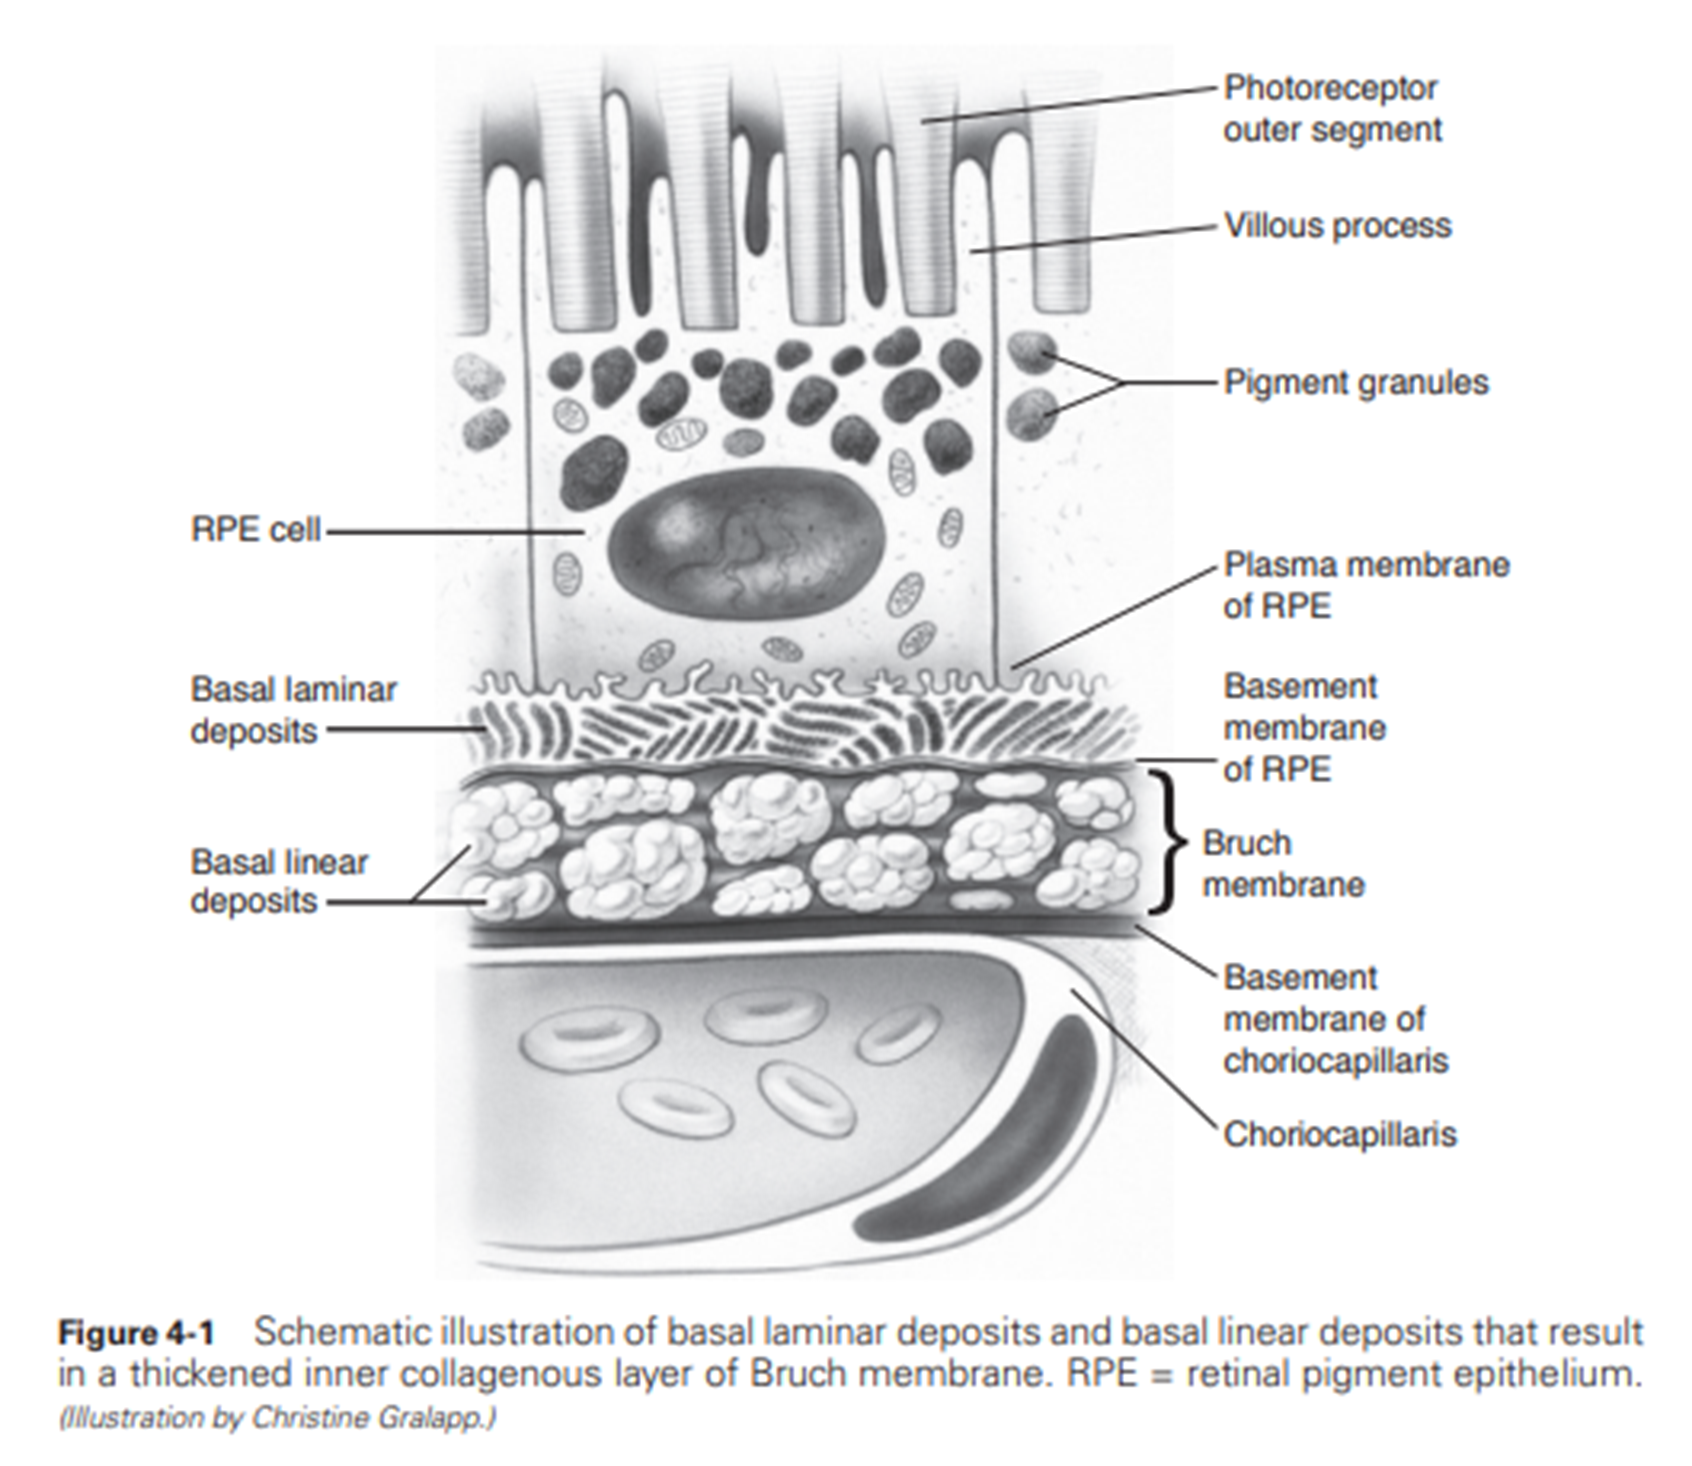 Photoreceptor
outer segment
Villous process
Pigment granules
RPE cell
Plasma membrane
of RPE
Basal laminar
deposits
Basement
membrane
of RPE
Basal linear
deposits
Bruch
membrane
Basement
membrane of
choriocapillaris
Choriocapillaris
Figure 4-1 Schematic illustration of basal laminar deposits and basal linear deposits that result
in a thickened inner collagenous layer of Bruch membrane. RPE = retinal pigment epithelium.
(Illustration by Christine Gralapp.)